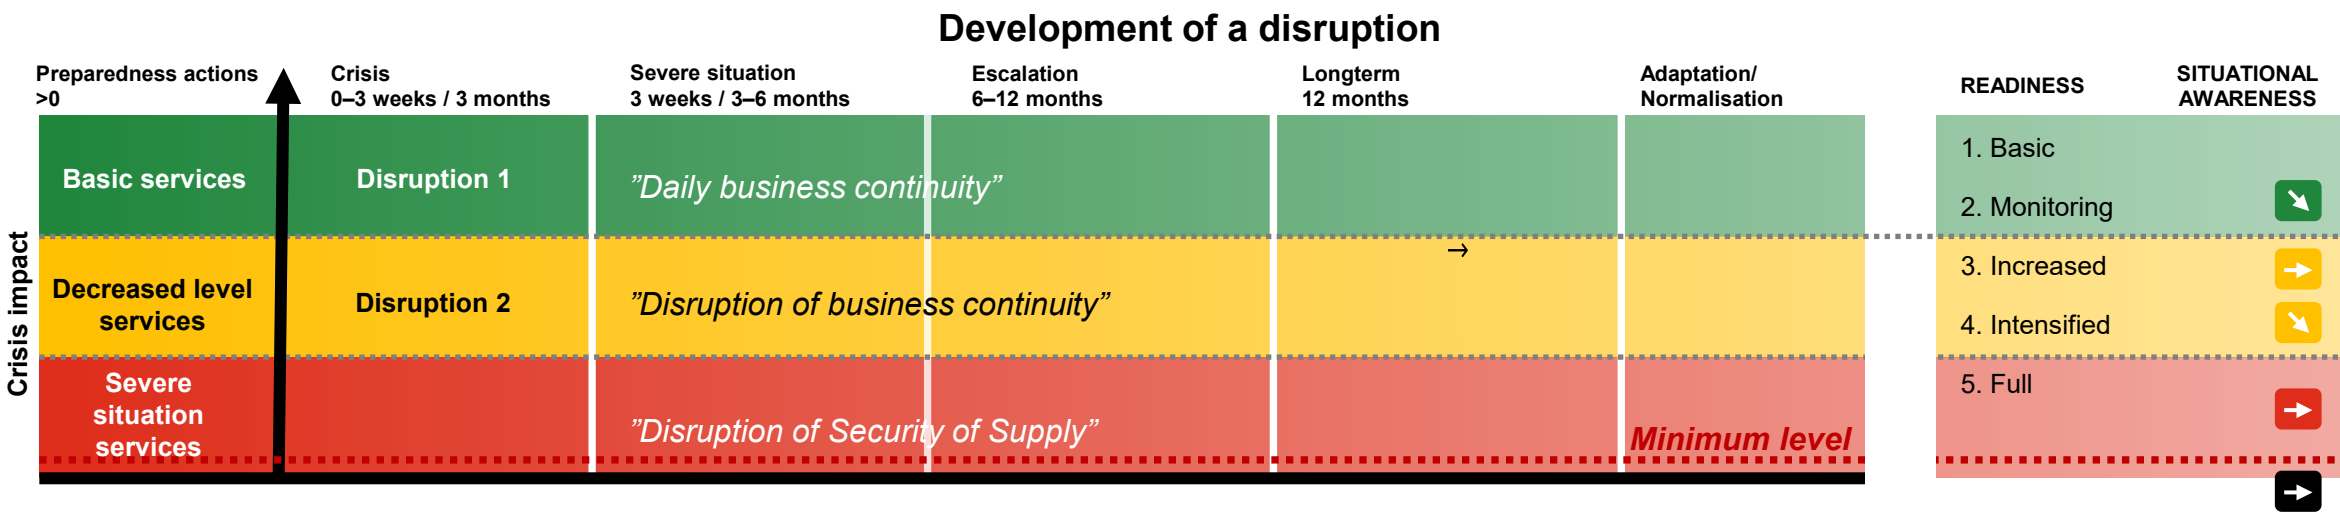 Development of a disruption
Preparedness actions
>0
Crisis
0–3 weeks / 3 months
Severe situation
3 weeks / 3–6 months
Escalation
6–12 months
Longterm
12 months
Adaptation/
Normalisation
READINESS
SITUATIONAL
AWARENESS
Crisis impact
Basic services
Disruption 1
”Daily business continuity”
1. Basic
2. Monitoring
→
Decreased level
services
Disruption 2
”Disruption of business continuity”
3. Increased
4. Intensified
Severe
situation
services
”Disruption of Security of Supply”
Minimum level
5. Full